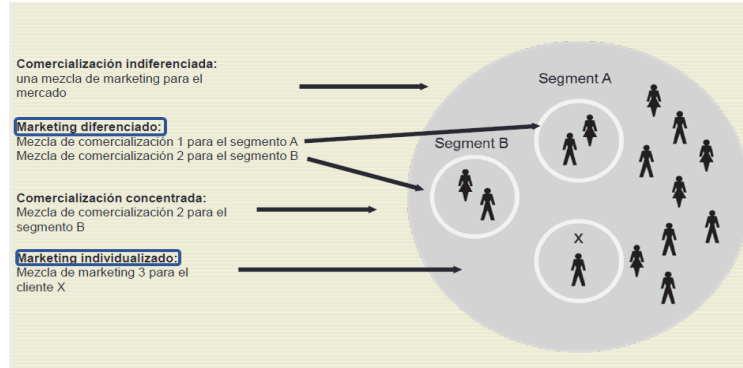 Comercialización indiferenciada:
una mezcla de marketing para el
mercado
Marketing diferenciado:
Mezcla de comercialización 1 para el segmento A
Mezcla de comercialización 2 para el segmento B
Comercialización concentrada:
Mezcla de comercialización 2 para el
segmento B
Marketing individualizado:
Mezcla de marketing 3 para el
cliente X
Segment A
Segment B
X